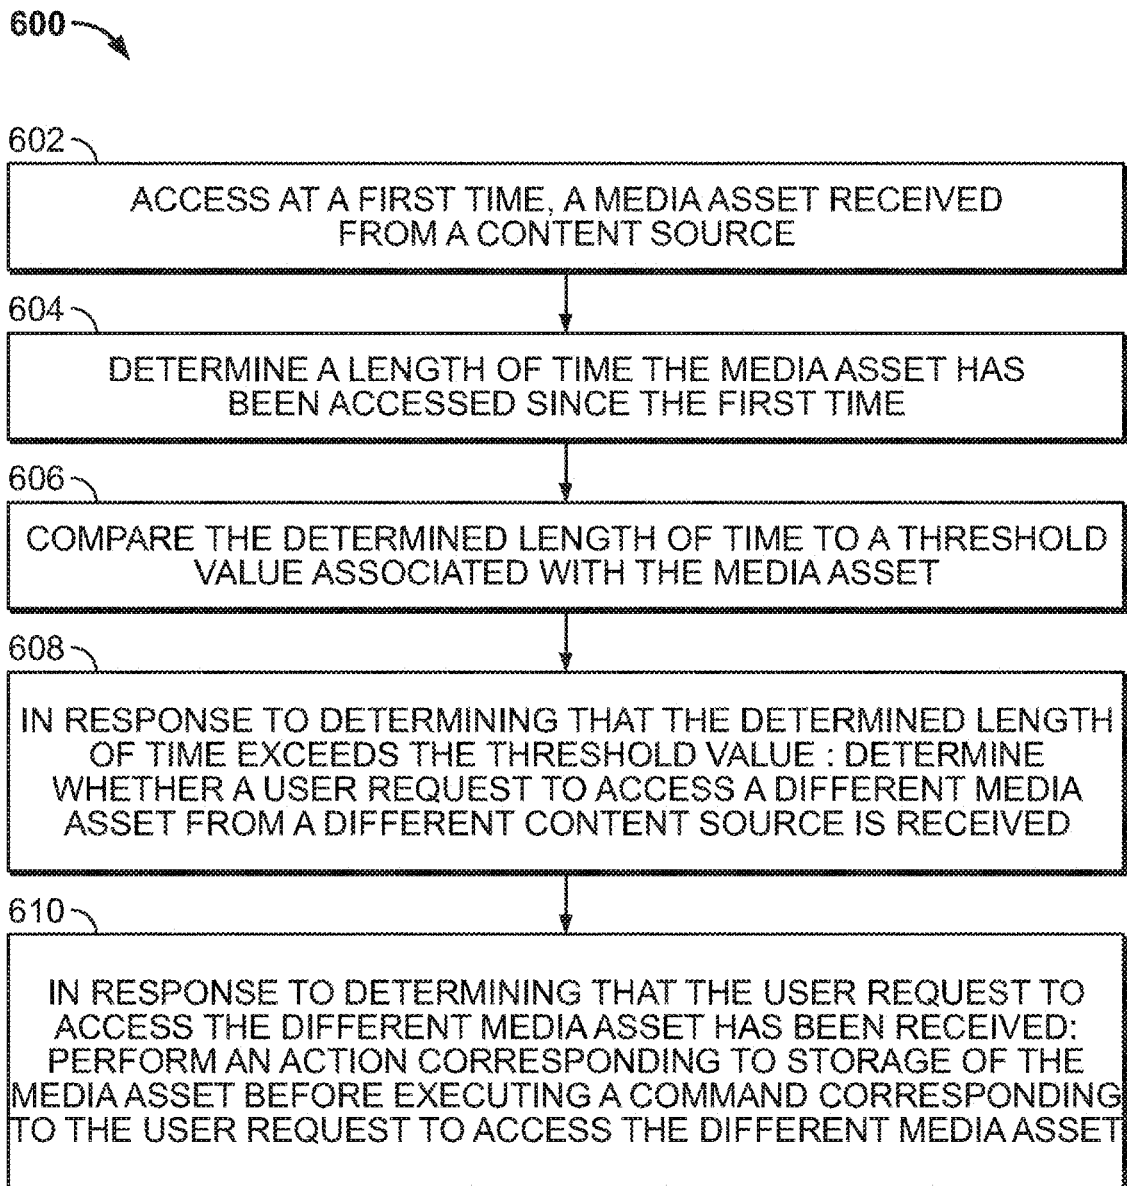 600
602
ACCESS AT A FIRST TIME, A MEDIA ASSET RECEIVED
FROM A CONTENT SOURCE
604
DETERMINE A LENGTH OF TIME THE MEDIA ASSET HAS
BEEN ACCESSED SINCE THE FIRST TIME
606
COMPARE THE DETERMINED LENGTH OF TIME TO A THRESHOLD
VALUE ASSOCIATED WITH THE MEDIA ASSET
608
IN RESPONSE TO DETERMINING THAT THE DETERMINED LENGTH
OF TIME EXCEEDS THE THRESHOLD VALUE : DETERMINE
WHETHER A USER REQUEST TO ACCESS A DIFFERENT MEDIA
ASSET FROM A DIFFERENT CONTENT SOURCE IS RECEIVED
610
IN RESPONSE TO DETERMINING THAT THE USER REQUEST TO
ACCESS THE DIFFERENT MEDIA ASSET HAS BEEN RECEIVED:
PERFORM AN ACTION CORRESPONDING TO STORAGE OF THE
MEDIA ASSET BEFORE EXECUTING A COMMAND CORRESPONDING
TO THE USER REQUEST TO ACCESS THE DIFFERENT MEDIA ASSET